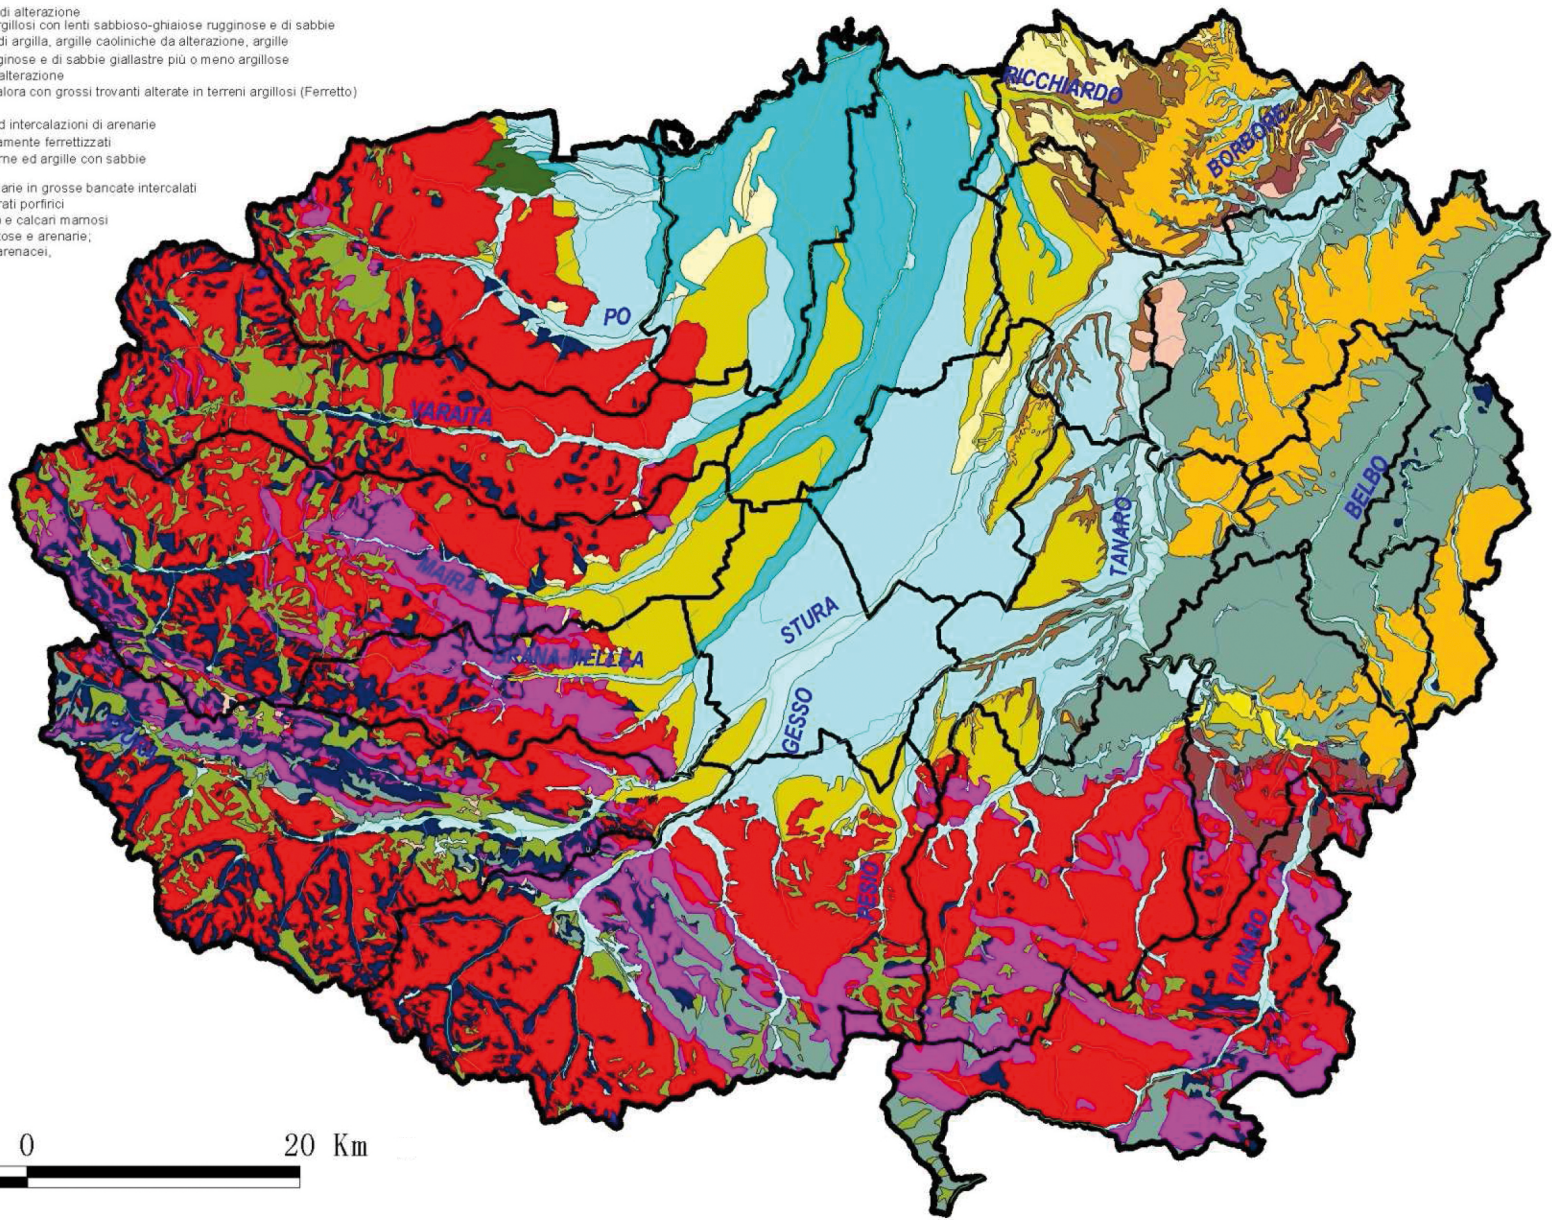 di alterazione
rgillosi con lenti sabbioso-ghiaiose rugginose e di sabbie
di argilla, argille caoliniche da alterazione, argille
ginose e di sabbie giallastre più o meno argillose
alterazione
alora con grossi trovanti alterate in terreni argillosi (Ferretto)
d intercalazioni di arenarie
amente ferrettizzati
rne ed argille con sabbie
arie in grosse bancate intercalati
rati porfirici
) e calcari marnosi
tose e arenarie;
arenacei,
RICCHIARDO
BORBORE
PO
VARAITA
BELBO
TANARO
MAIRA
STURA
GRANA-MELLEA
GESSO
PESIO
TANARO
0
20 Km